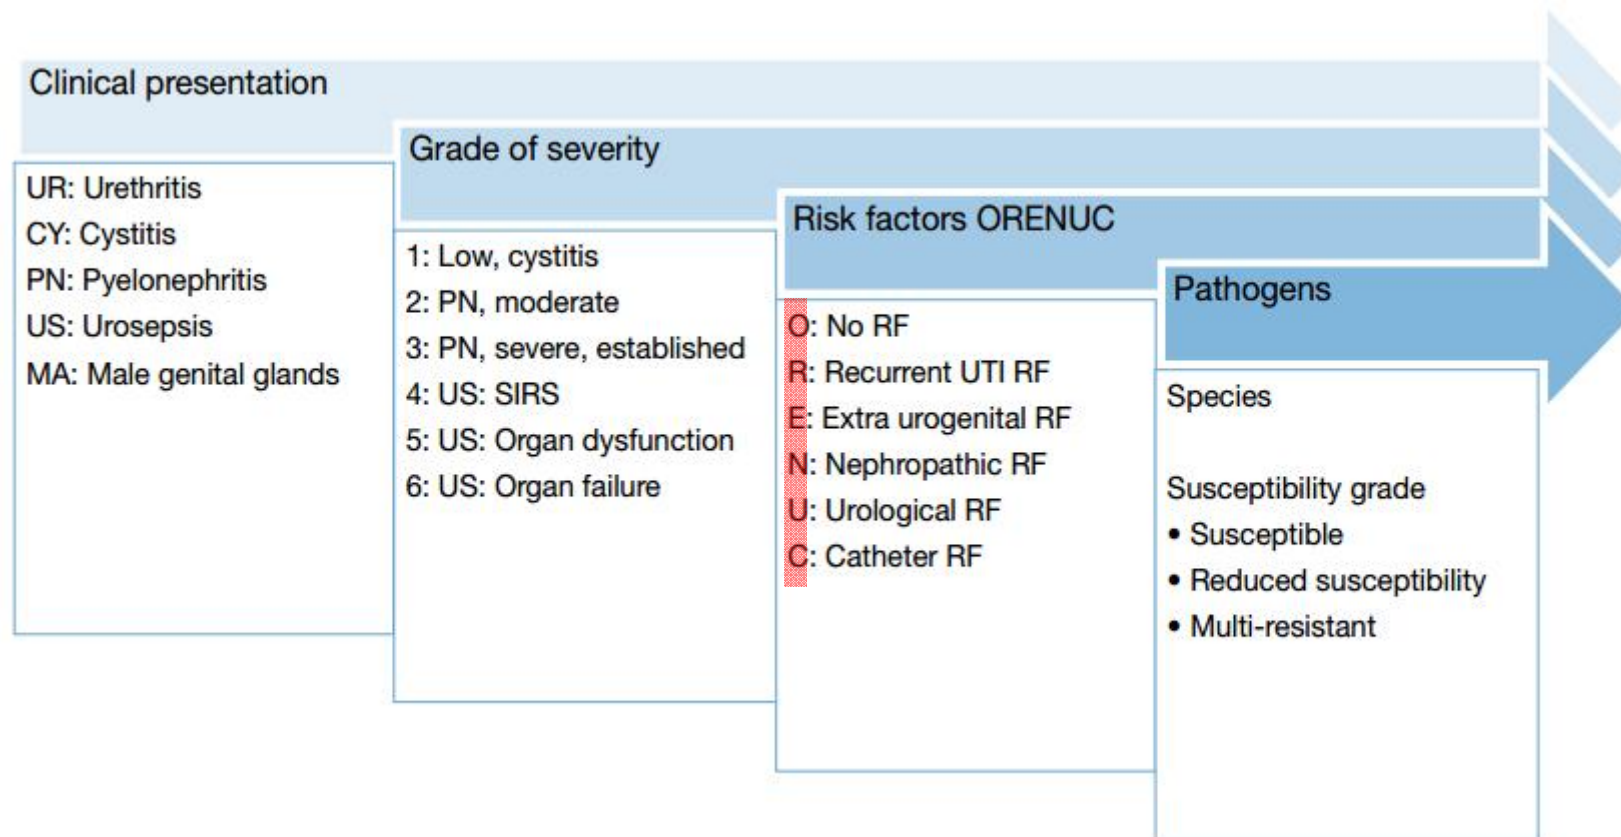 Clinical presentation
UR: Urethritis
CY: Cystitis
PN: Pyelonephritis
US: Urosepsis
MA: Male genital glands
Grade of severity
1: Low, cystitis
2: PN, moderate
3: PN, severe, established
4: US: SIRS
5: US: Organ dysfunction
6: US: Organ failure
Risk factors ORENUC
O: No RF
R: Recurrent UTI RF
E: Extra urogenital RF
N: Nephropathic RF
U: Urological RF
C: Catheter RF
Pathogens
Species
Susceptibility grade
• Susceptible
• Reduced susceptibility
• Multi-resistant